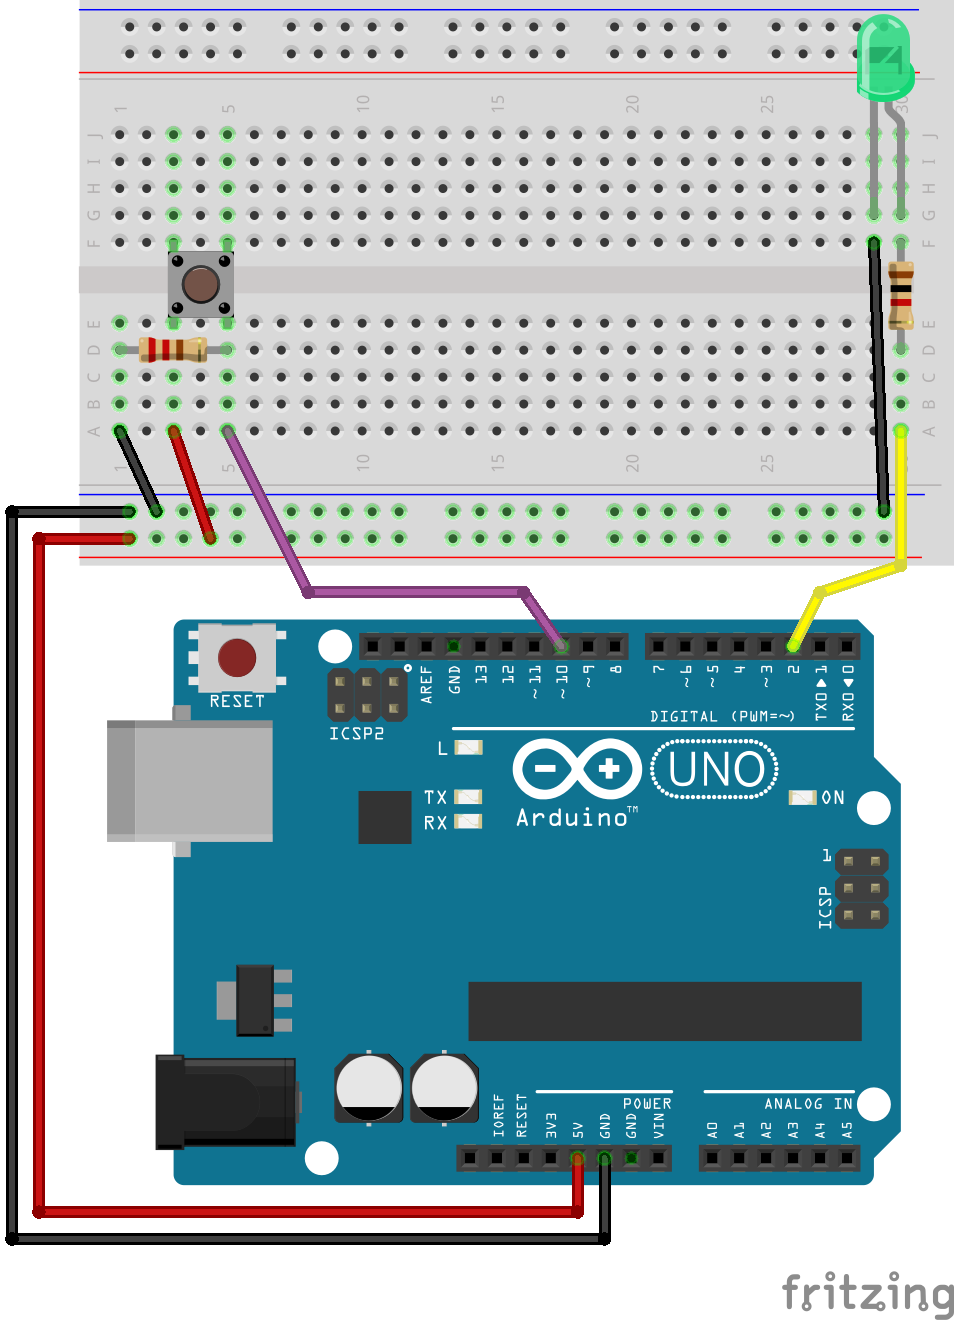 1 5 10 15 20 25 30
J J
I I
H H
G G
F F
E E
D D
C C
B B
A A
1 5 10 15 20 25
RESET
ICSP2
AREF GND 13 12 ~11 ~10 ~9 8 7 ~6 ~5 4 ~3 2 TX0▶1 RX0◀0
DIGITAL (PWM=~)
L
TX
RX
UNO
Arduino™
ON
1
ICSP
POWER
ANALOG IN
IOREF RESET 3V3 5V GND GND VIN A0 A1 A2 A3 A4 A5
fritzing